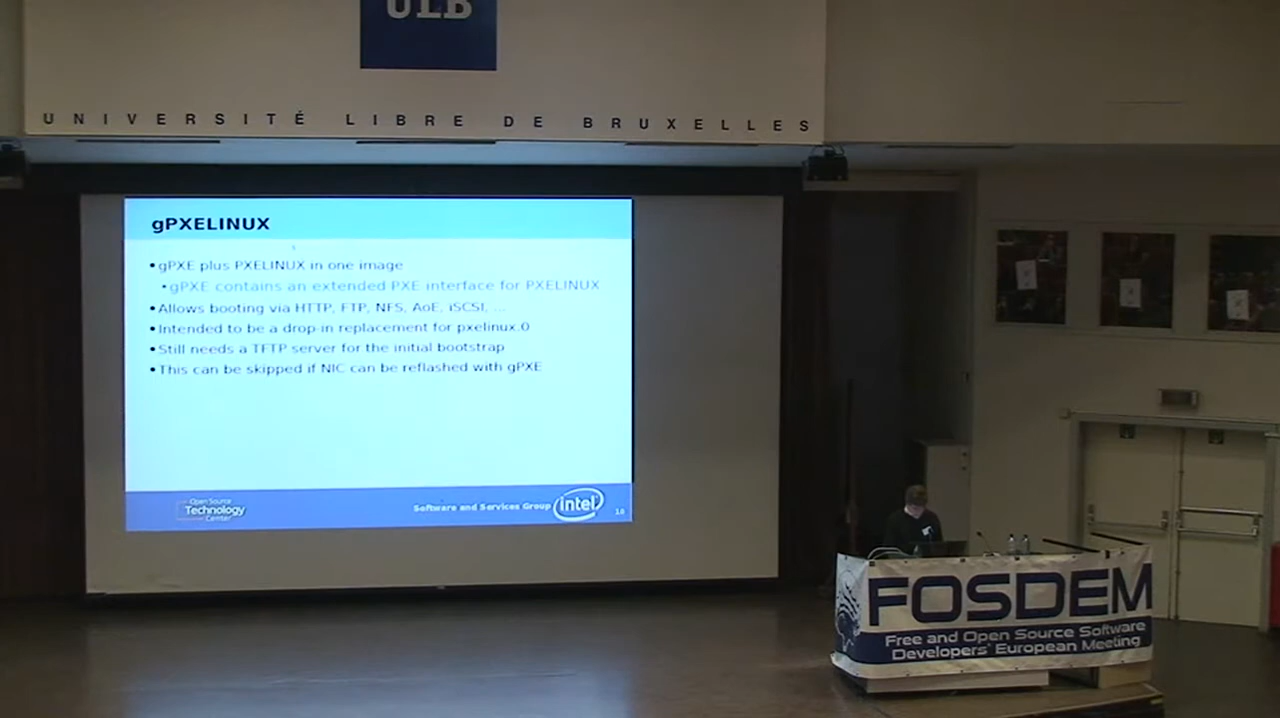 ULB
UNIVERSITÉ LIBRE DE BRUXELLES
gPXELINUX
•gPXE plus PXELINUX in one image
•gPXE contains an extended PXE interface for PXELINUX
•Allows booting via HTTP, FTP, NFS, AoE, iSCSI, ...
•Intended to be a drop-in replacement for pxelinux.0
•Still needs a TFTP server for the initial bootstrap
•This can be skipped if NIC can be reflashed with gPXE
Open Source
Technology
Center
Software and Services Group
intel
FOSDEM
Free and Open Source Software
Developers' European Meeting